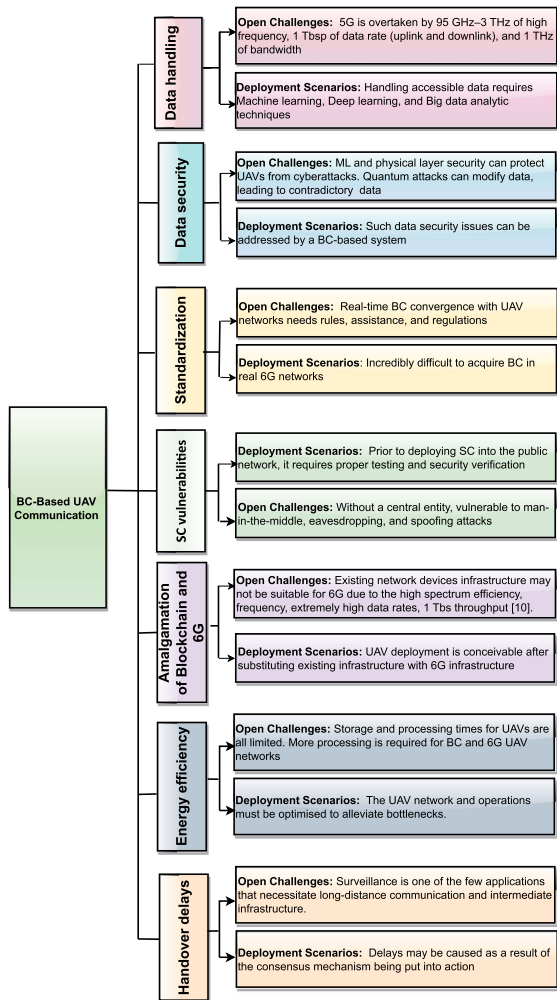 Data handling
Open Challenges: 5G is overtaken by 95 GHz–3 THz of high
frequency, 1 Tbsp of data rate (uplink and downlink), and 1 THz
of bandwidth
Deployment Scenarios: Handling accessible data requires
Machine learning, Deep learning, and Big data analytic
techniques
Data security
Open Challenges: ML and physical layer security can protect
UAVs from cyberattacks. Quantum attacks can modify data,
leading to contradictory data
Deployment Scenarios: Such data security issues can be
addressed by a BC-based system
Standardization
Open Challenges: Real-time BC convergence with UAV
networks needs rules, assistance, and regulations
Deployment Scenarios: Incredibly difficult to acquire BC in
real 6G networks
BC-Based UAV
Communication
SC vulnerabilities
Deployment Scenarios: Prior to deploying SC into the public
network, it requires proper testing and security verification
Open Challenges: Without a central entity, vulnerable to man-
in-the-middle, eavesdropping, and spoofing attacks
Amalgamation
of Blockchain and
6G
Open Challenges: Existing network devices infrastructure may
not be suitable for 6G due to the high spectrum efficiency,
frequency, extremely high data rates, 1 Tbs throughput [10].
Deployment Scenarios: UAV deployment is conceivable after
substituting existing infrastructure with 6G infrastructure
Energy efficiency
Open Challenges: Storage and processing times for UAVs are
all limited. More processing is required for BC and 6G UAV
networks
Deployment Scenarios: The UAV network and operations
must be optimised to alleviate bottlenecks.
Handover delays
Open Challenges: Surveillance is one of the few applications
that necessitate long-distance communication and intermediate
infrastructure.
Deployment Scenarios: Delays may be caused as a result of
the consensus mechanism being put into action